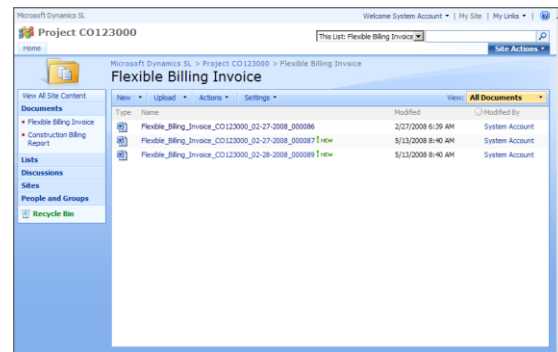 Microsoft Dynamics SL
Welcome System Account | My Site | My Links |
Project CO123000
This List: Flexible Billing Invoice
Home
Site Actions
Microsoft Dynamics SL > Project CO123000 > Flexible Billing Invoice
Flexible Billing Invoice
View All Site Content
New Upload Actions Settings
View: All Documents
Documents
Type Name Modified Modified By
Flexible Billing Invoice
Flexible_Billing_Invoice_CO123000_02-27-2008_000086 2/27/2008 6:39 AM System Account
Construction Billing Report
Flexible_Billing_Invoice_CO123000_02-27-2008_000087 ! NEW 5/13/2008 8:40 AM System Account
Flexible_Billing_Invoice_CO123000_02-28-2008_000089 ! NEW 5/13/2008 8:40 AM System Account
Lists
Discussions
Sites
People and Groups
Recycle Bin